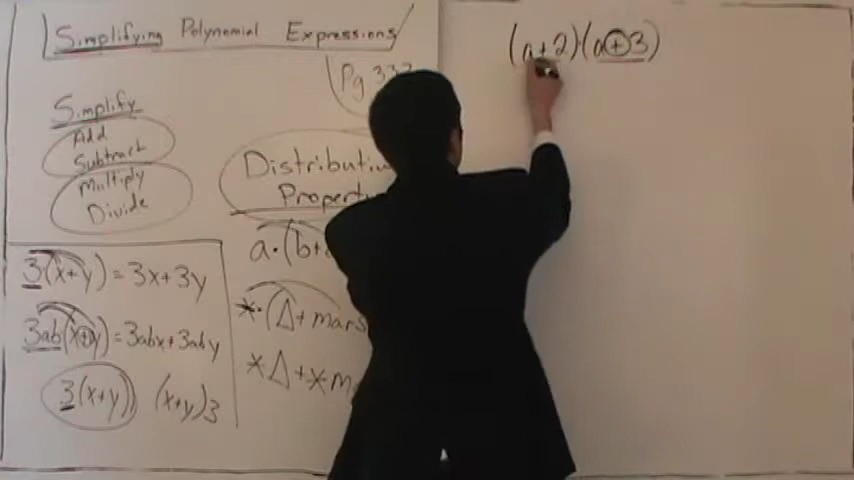 Simplifying Polynomial Expressions
Pg 337
Simplify
Add
Subtract
Multiply
Divide
Distributive
Property
a·(b+
*·(Δ+mars
*Δ+*m
3(x+y)=3x+3y
3ab(x+y)=3abx+3aby
3(x+y) (x+y)3
(a+2)(a+3)